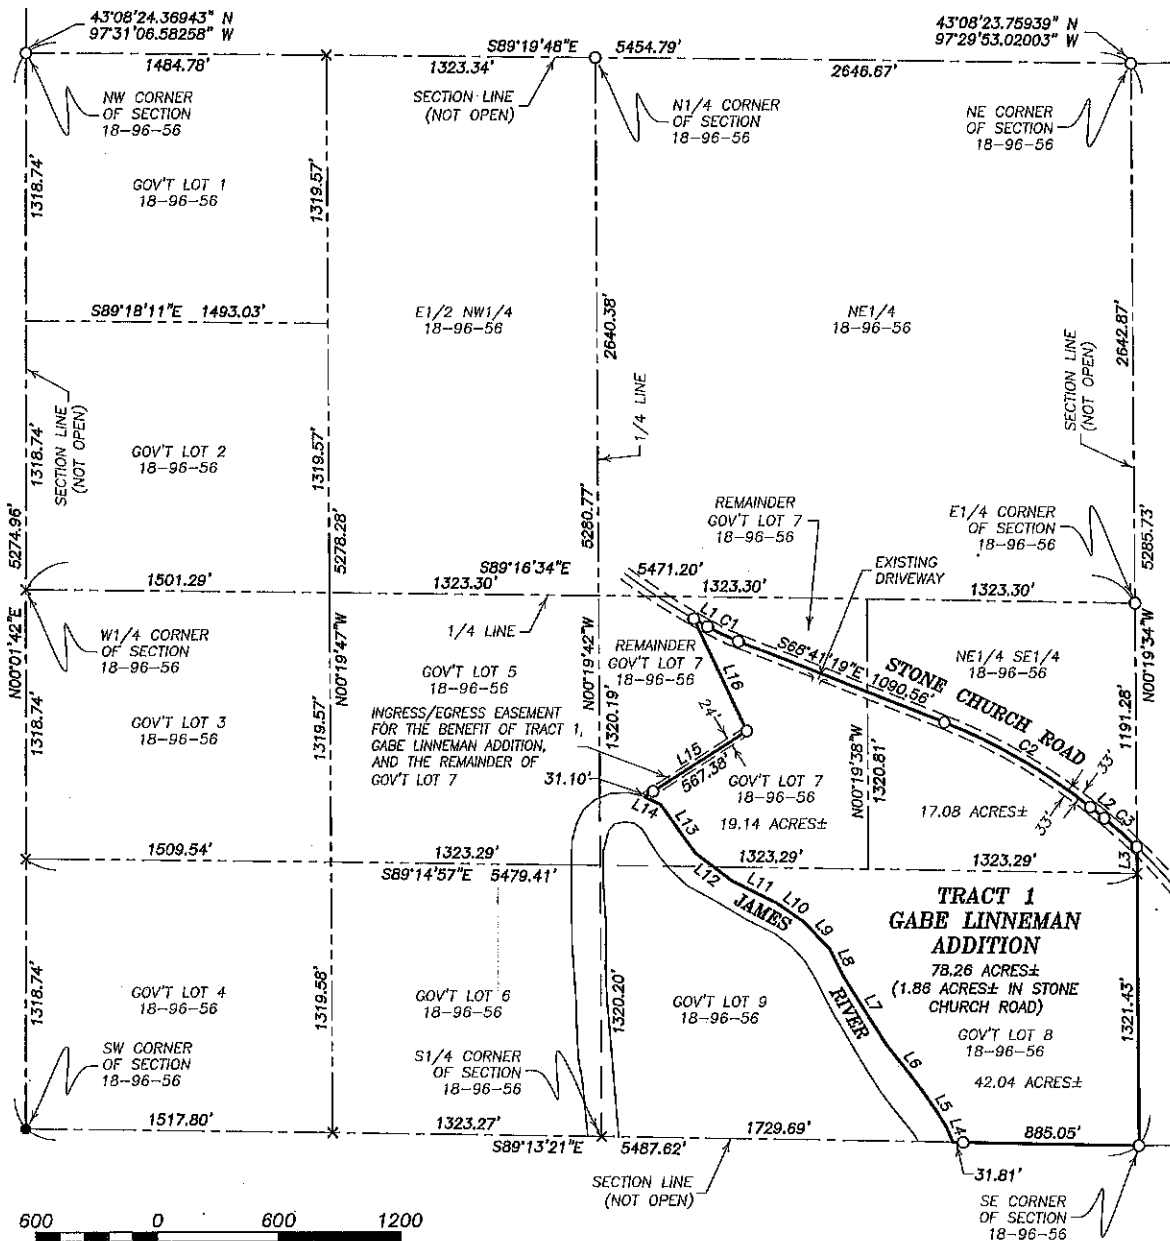 43°08'24.36943" N
97°31'06.58258" W
43°08'23.75939" N
97°29'53.02003" W
S89°19'48"E
5454.79'
1484.78'
1323.34'
2646.67'
NW CORNER
OF SECTION
18-96-56
SECTION LINE
(NOT OPEN)
N1/4 CORNER
OF SECTION
18-96-56
NE CORNER
OF SECTION
18-96-56
1318.74'
GOV'T LOT 1
18-96-56
1319.57'
S89°18'11"E 1493.03'
E1/2 NW1/4
18-96-56
2640.38'
NE1/4
18-96-56
2642.87'
SECTION LINE
(NOT OPEN)
1/4 LINE
SECTION LINE
(NOT OPEN)
1318.74'
GOV'T LOT 2
18-96-56
1319.57'
5274.96'
5278.28'
5280.77'
5285.73'
REMAINDER
GOV'T LOT 7
18-96-56
E1/4 CORNER
OF SECTION
18-96-56
EXISTING
DRIVEWAY
S89°16'34"E
5471.20'
1501.29'
1323.30'
1323.30'
1323.30'
W1/4 CORNER
OF SECTION
18-96-56
1/4 LINE
N00°01'42"E
N00°19'47"W
N00°19'42"W
N00°19'34"W
L1
C1
S68°41'19"E
1090.56'
STONE CHURCH ROAD
REMAINDER
GOV'T LOT 7
18-96-56
L16
NE1/4 SE1/4
18-96-56
GOV'T LOT 5
18-96-56
1318.74'
GOV'T LOT 3
18-96-56
1319.57'
INGRESS/EGRESS EASEMENT
FOR THE BENEFIT OF TRACT 1,
GABE LINNEMAN ADDITION,
AND THE REMAINDER OF
GOV'T LOT 7
1320.19'
24'
L15
567.38'
N00°19'38"W
1320.81'
C2
1191.28'
33'
31.10'
GOV'T LOT 7
18-96-56
19.14 ACRES±
17.08 ACRES±
33'
L2
C3
L14
L13
L3
1509.54'
1323.29'
1323.29'
1323.29'
S89°14'57"E 5479.41'
L12
L11
L10
L9
L8
L7
L6
L5
L4
JAMES
RIVER
TRACT 1
GABE LINNEMAN
ADDITION
78.26 ACRES±
(1.86 ACRES± IN STONE
CHURCH ROAD)
GOV'T LOT 8
18-96-56
42.04 ACRES±
1321.43'
1318.74'
GOV'T LOT 4
18-96-56
1319.58'
GOV'T LOT 6
18-96-56
1320.20'
GOV'T LOT 9
18-96-56
SW CORNER
OF SECTION
18-96-56
S1/4 CORNER
OF SECTION
18-96-56
1517.80'
1323.27'
1729.69'
885.05'
S89°13'21"E
5487.62'
31.81'
SECTION LINE
(NOT OPEN)
SE CORNER
OF SECTION
18-96-56
600 0 600 1200